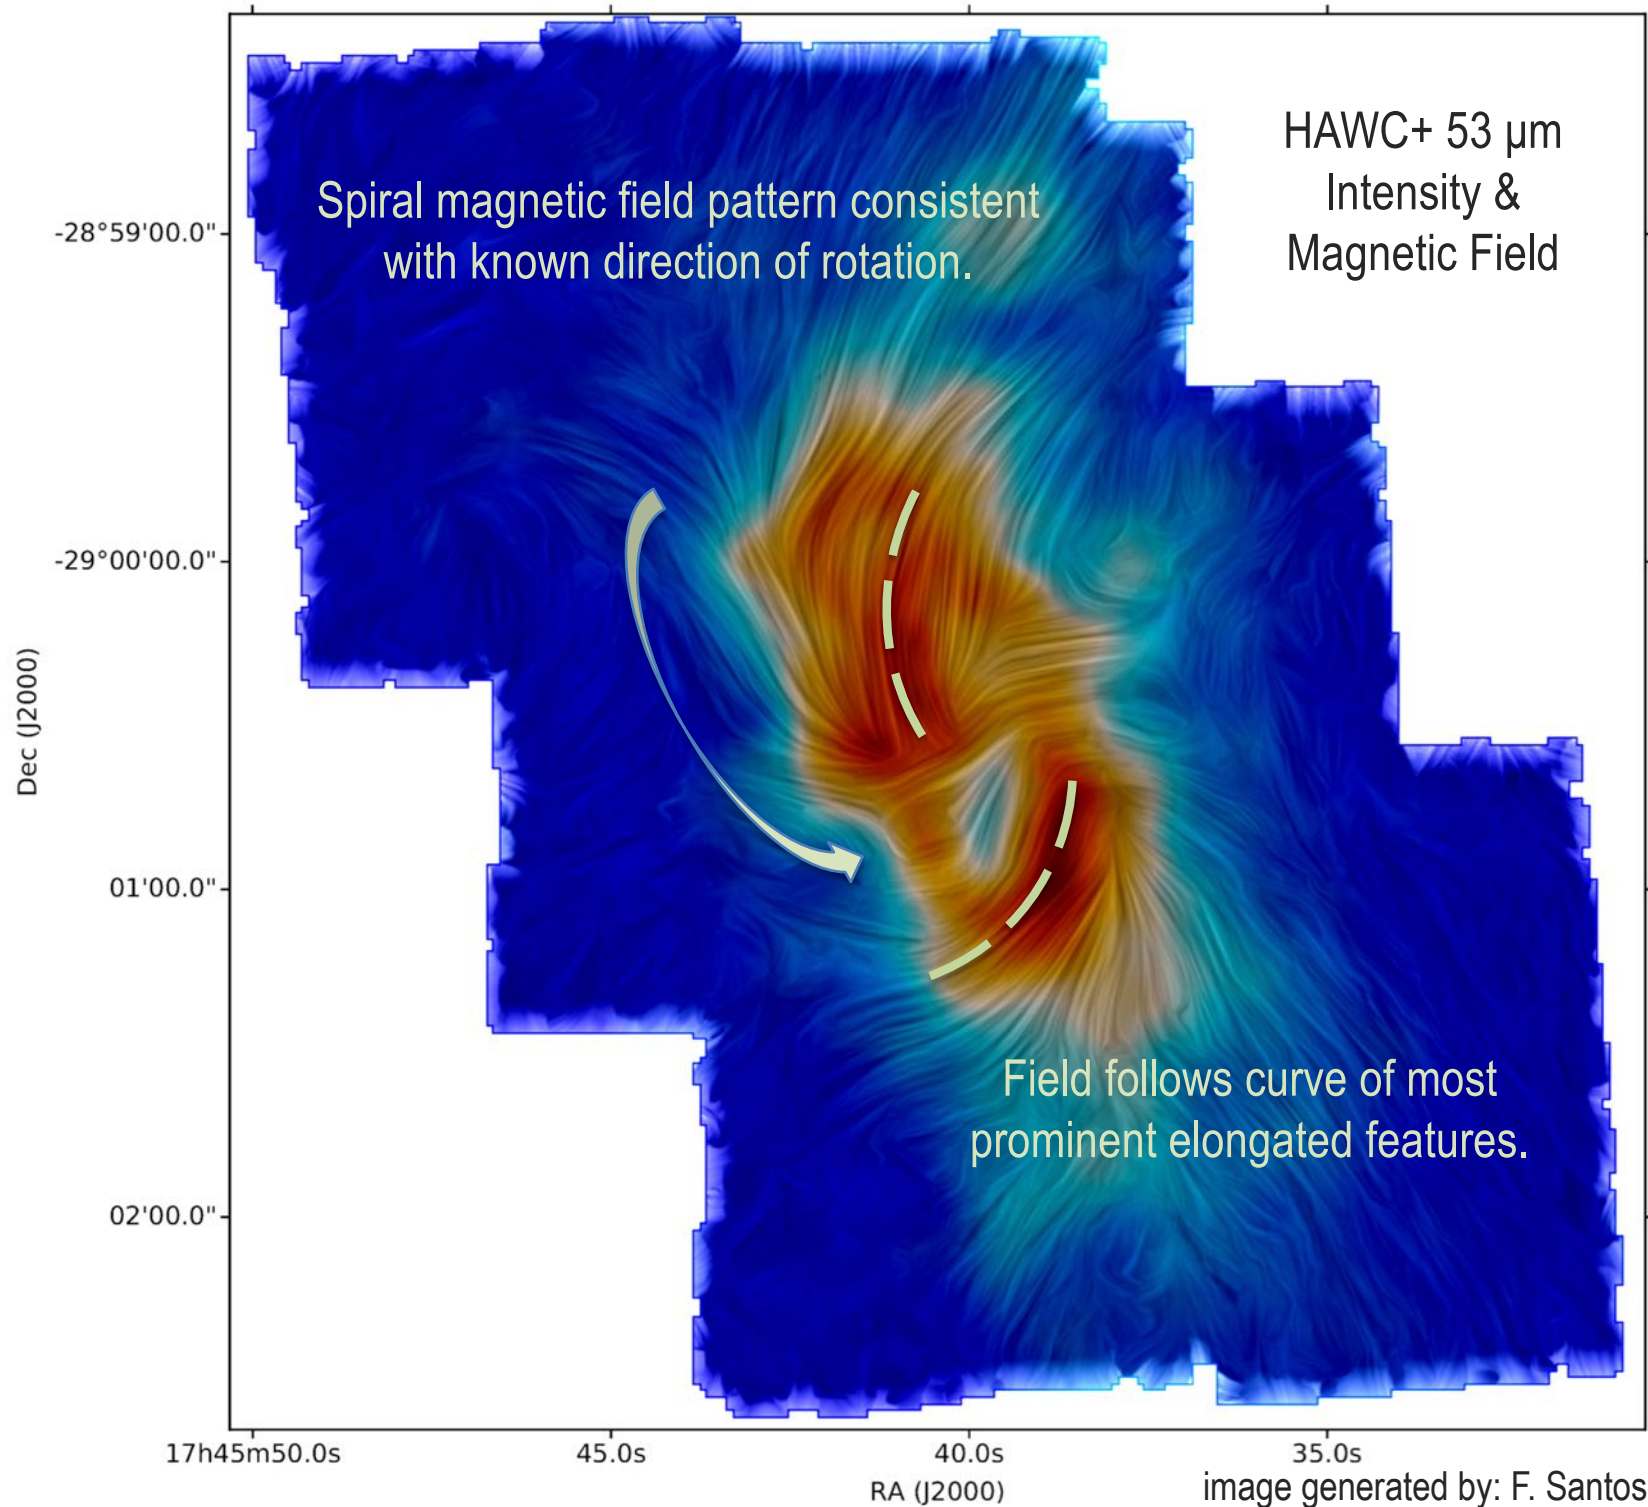 HAWC+ 53 μm
Intensity &
Magnetic Field
Spiral magnetic field pattern consistent
with known direction of rotation.
-28°59'00.0"
-29°00'00.0"
01'00.0"
02'00.0"
Dec (J2000)
Field follows curve of most
prominent elongated features.
17h45m50.0s
45.0s
40.0s
35.0s
RA (J2000)
image generated by: F. Santos